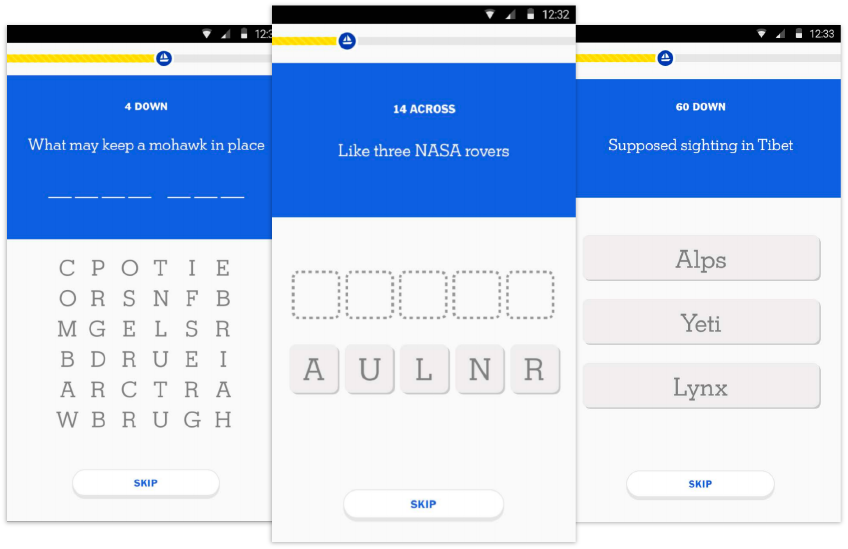 12:3
4 DOWN
What may keep a mohawk in place
C P O T I E
O R S N F B
M G E L S R
B D R U E I
A R C T R A
W B R U G H
SKIP
12:32
14 ACROSS
Like three NASA rovers
A U L N R
SKIP
12:33
60 DOWN
Supposed sighting in Tibet
Alps
Yeti
Lynx
SKIP